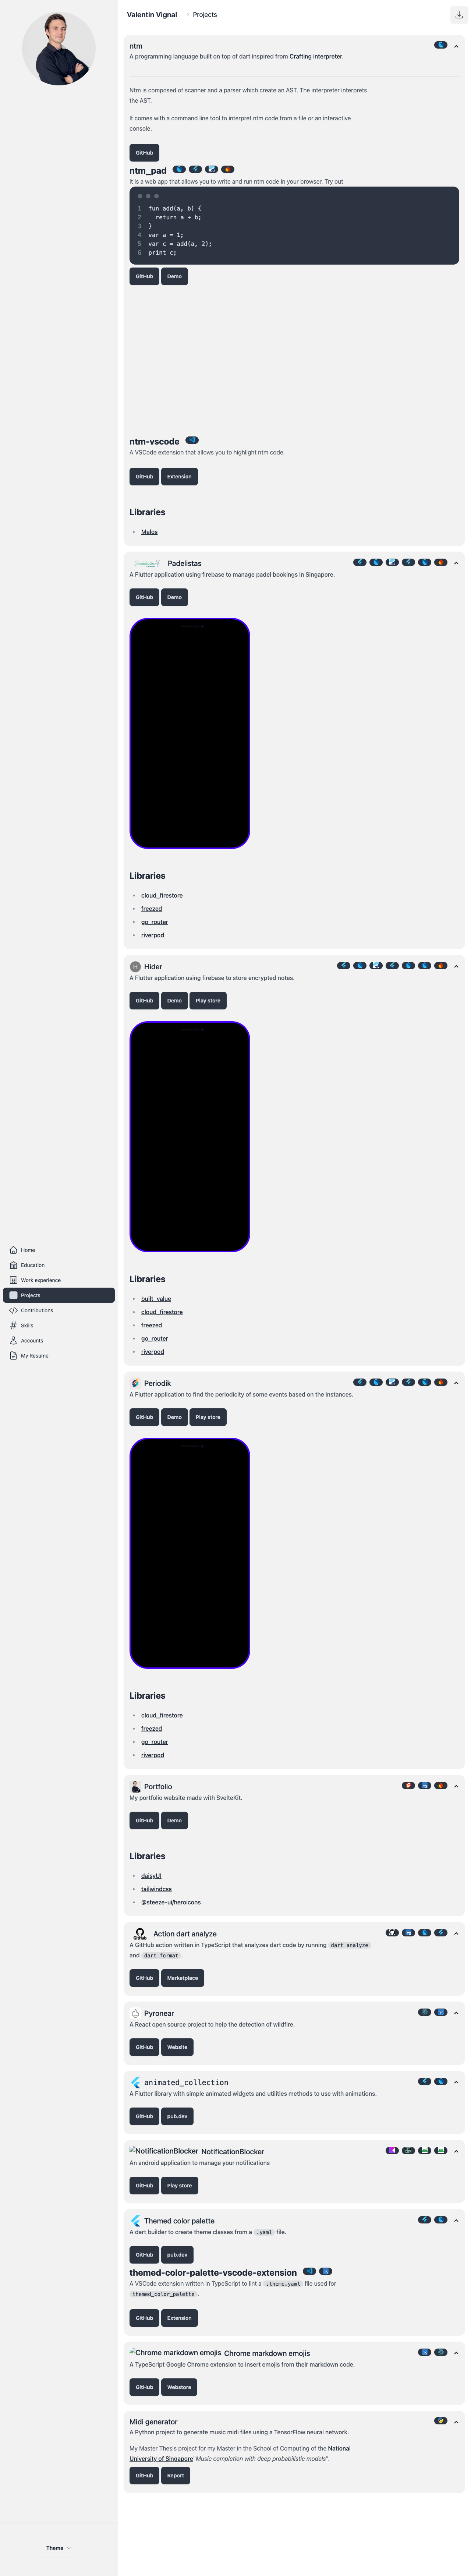 Valentin Vignal
Projects
ntm
A programming language built on top of dart inspired from Crafting interpreter.
Ntm is composed of scanner and a parser which create an AST. The interpreter interprets
the AST.
It comes with a command line tool to interpret ntm code from a file or an interactive
console.
GitHub
ntm_pad
It is a web app that allows you to write and run ntm code in your browser. Try out
1 fun add(a, b) {
2 return a + b;
3 }
4 var a = 1;
5 var c = add(a, 2);
6 print c;
GitHub Demo
ntm-vscode
A VSCode extension that allows you to highlight ntm code.
GitHub Extension
Libraries
Melos
Padelistas
A Flutter application using firebase to manage padel bookings in Singapore.
GitHub Demo
Libraries
cloud_firestore
freezed
go_router
riverpod
H Hider
A Flutter application using firebase to store encrypted notes.
GitHub Demo Play store
Libraries
built_value
cloud_firestore
freezed
go_router
riverpod
Home
Education
Work experience
Projects
Contributions
Skills
Accounts
My Resume
Periodik
A Flutter application to find the periodicity of some events based on the instances.
GitHub Demo Play store
Libraries
cloud_firestore
freezed
go_router
riverpod
Portfolio
My portfolio website made with SvelteKit.
GitHub Demo
Libraries
daisyUI
tailwindcss
@steeze-ui/heroicons
GitHub Action dart analyze
A GitHub action written in TypeScript that analyzes dart code by running dart analyze
and dart format.
GitHub Marketplace
Pyronear
A React open source project to help the detection of wildfire.
GitHub Website
animated_collection
A Flutter library with simple animated widgets and utilities methods to use with animations.
GitHub pub.dev
NotificationBlocker NotificationBlocker
An android application to manage your notifications
GitHub Play store
Themed color palette
A dart builder to create theme classes from a .yaml file.
GitHub pub.dev
themed-color-palette-vscode-extension
A VSCode extension written in TypeScript to lint a .theme.yaml file used for
themed_color_palette.
GitHub Extension
Chrome markdown emojis Chrome markdown emojis
A TypeScript Google Chrome extension to insert emojis from their markdown code.
GitHub Webstore
Midi generator
A Python project to generate music midi files using a TensorFlow neural network.
My Master Thesis project for my Master in the School of Computing of the National
University of Singapore"Music completion with deep probabilistic models".
GitHub Report
Theme